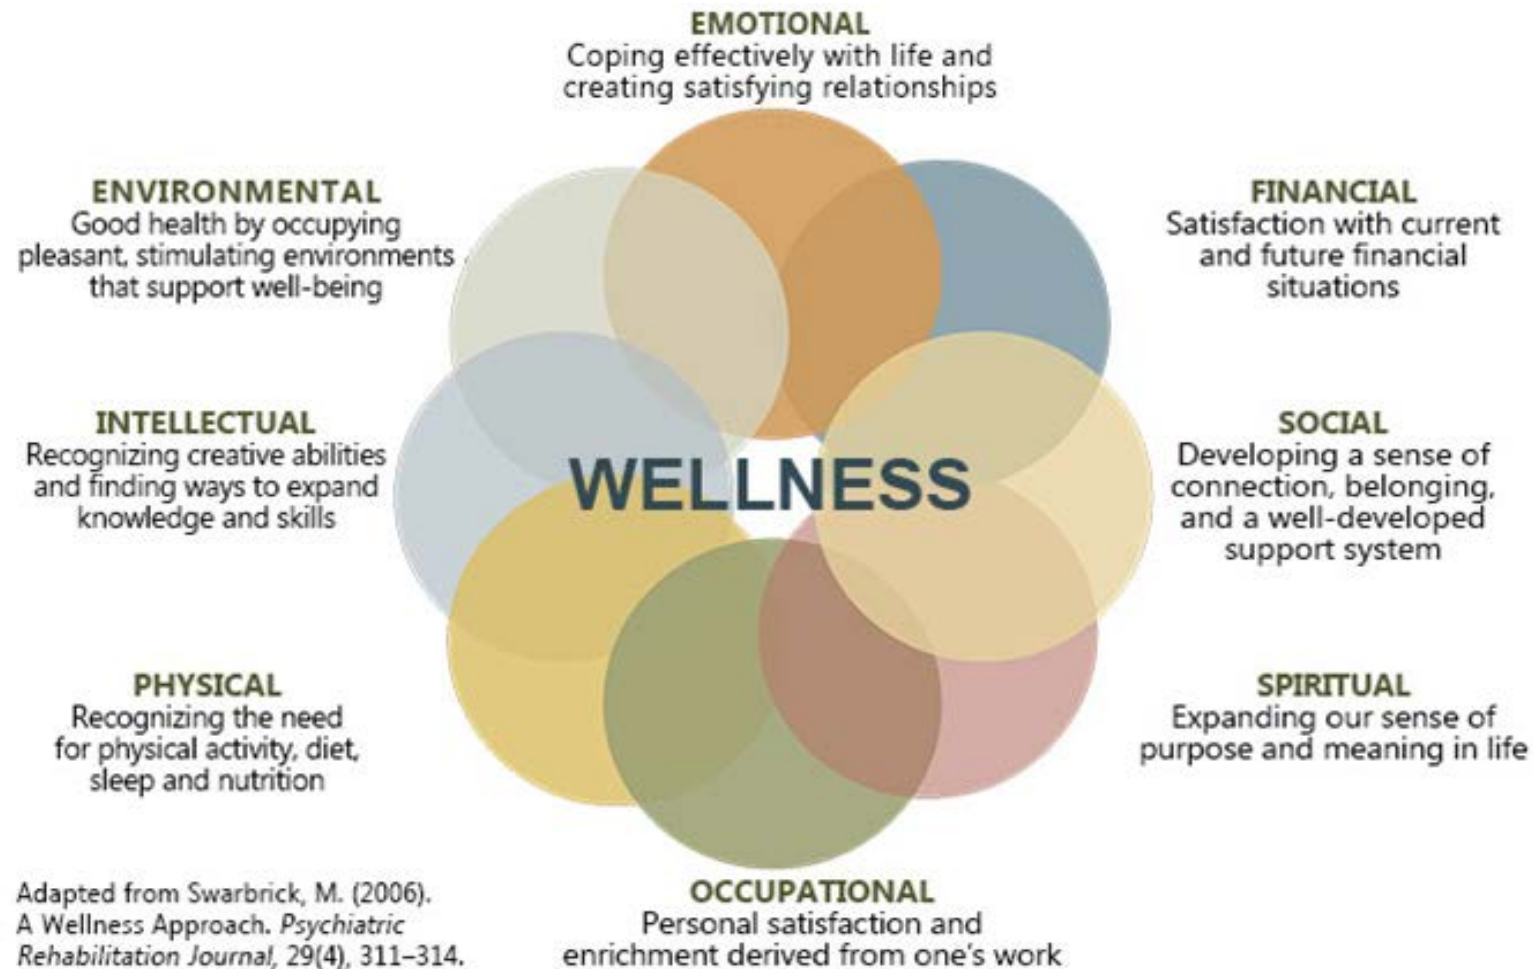 EMOTIONAL
Coping effectively with life and
creating satisfying relationships
ENVIRONMENTAL
Good health by occupying
pleasant, stimulating environments
that support well-being
FINANCIAL
Satisfaction with current
and future financial
situations
INTELLECTUAL
Recognizing creative abilities
and finding ways to expand
knowledge and skills
WELLNESS
SOCIAL
Developing a sense of
connection, belonging,
and a well-developed
support system
PHYSICAL
Recognizing the need
for physical activity, diet,
sleep and nutrition
SPIRITUAL
Expanding our sense of
purpose and meaning in life
OCCUPATIONAL
Personal satisfaction and
enrichment derived from one's work
Adapted from Swarbrick, M. (2006).
A Wellness Approach. Psychiatric
Rehabilitation Journal, 29(4), 311–314.